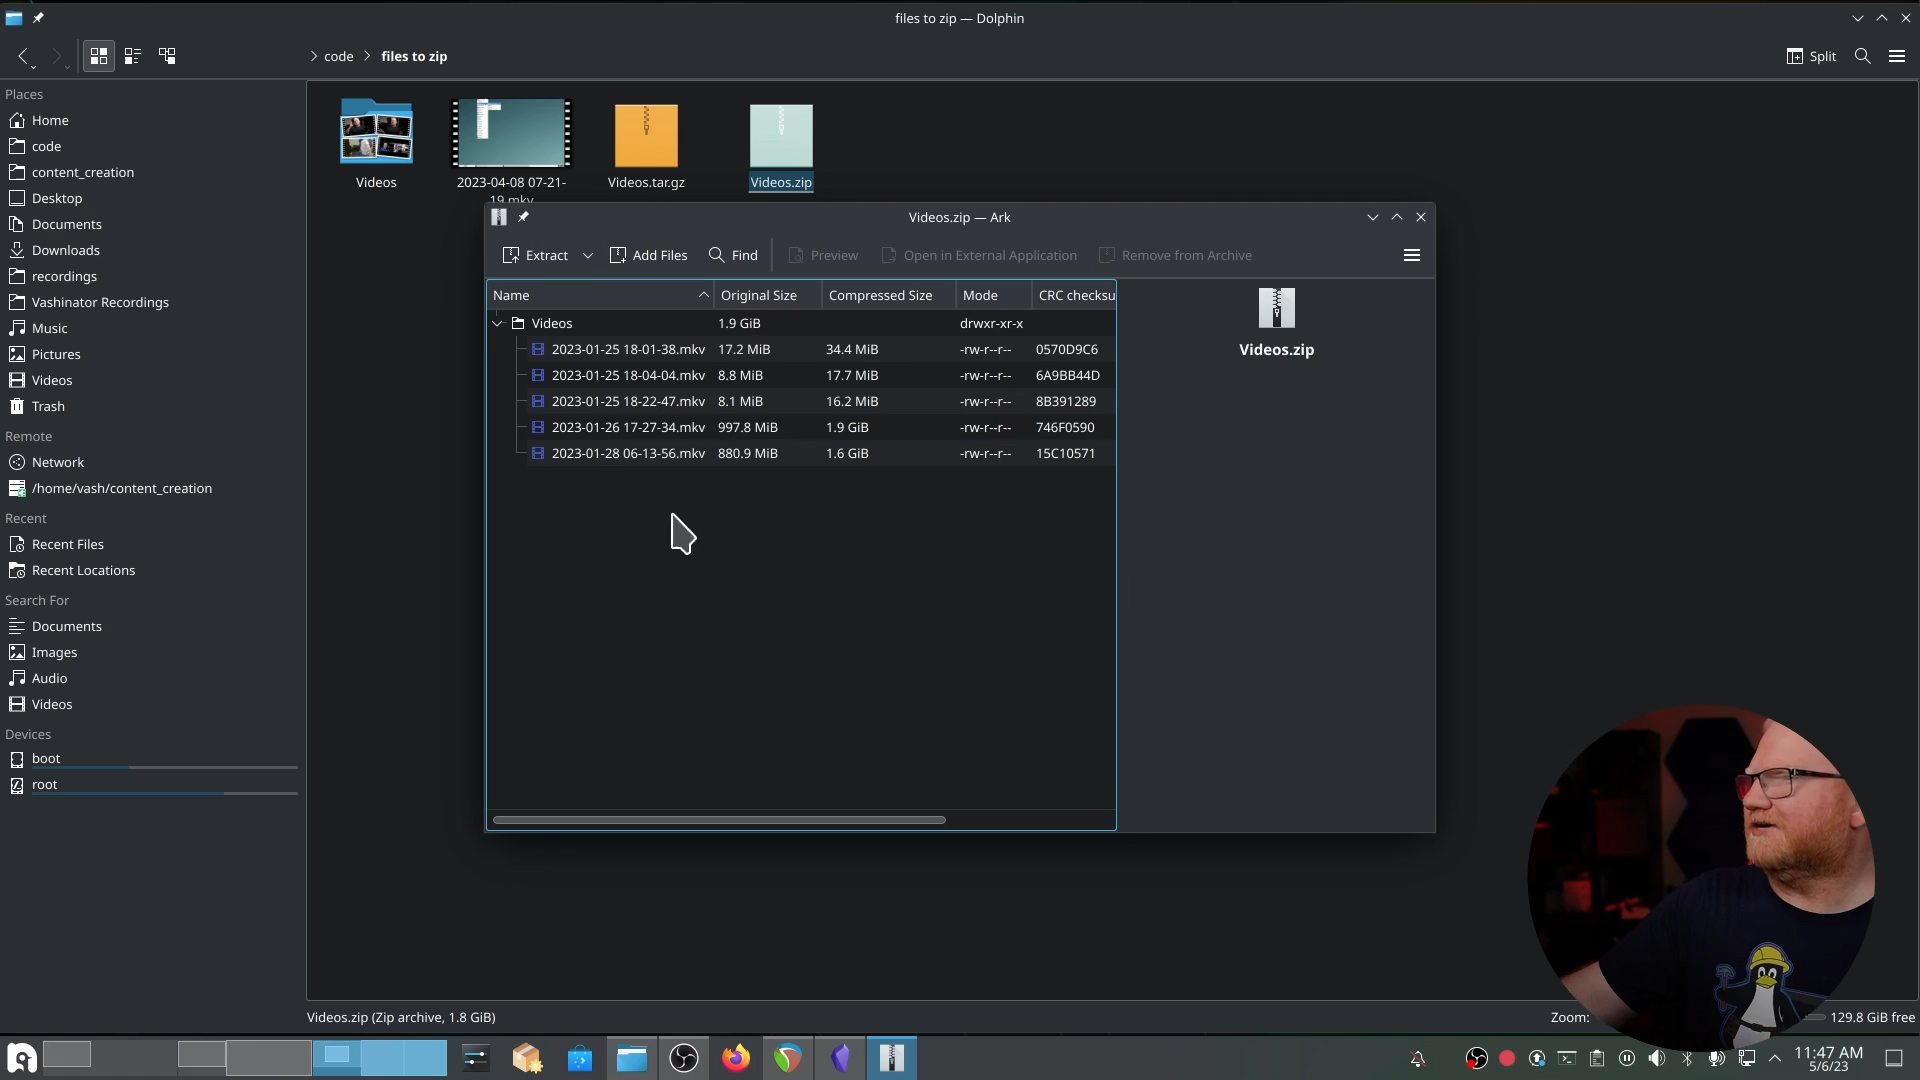 files to zip — Dolphin
code
files to zip
Split
Places
Home
code
content_creation
Desktop
Documents
Downloads
recordings
Vashinator Recordings
Music
Pictures
Videos
Trash
Remote
Network
/home/vash/content_creation
Recent
Recent Files
Recent Locations
Search For
Documents
Images
Audio
Videos
Devices
boot
root
Videos
2023-04-08 07-21-
19.mkv
Videos.tar.gz
Videos.zip
Videos.zip — Ark
Extract
Add Files
Find
Preview
Open in External Application
Remove from Archive
Name Original Size Compressed Size Mode CRC checksu
Videos 1.9 GiB drwxr-xr-x
2023-01-25 18-01-38.mkv 17.2 MiB 34.4 MiB -rw-r--r-- 0570D9C6
2023-01-25 18-04-04.mkv 8.8 MiB 17.7 MiB -rw-r--r-- 6A9BB44D
2023-01-25 18-22-47.mkv 8.1 MiB 16.2 MiB -rw-r--r-- 8B391289
2023-01-26 17-27-34.mkv 997.8 MiB 1.9 GiB -rw-r--r-- 746F0590
2023-01-28 06-13-56.mkv 880.9 MiB 1.6 GiB -rw-r--r-- 15C10571
Videos.zip
Videos.zip (Zip archive, 1.8 GiB)
Zoom:
129.8 GiB free
11:47 AM
5/6/23